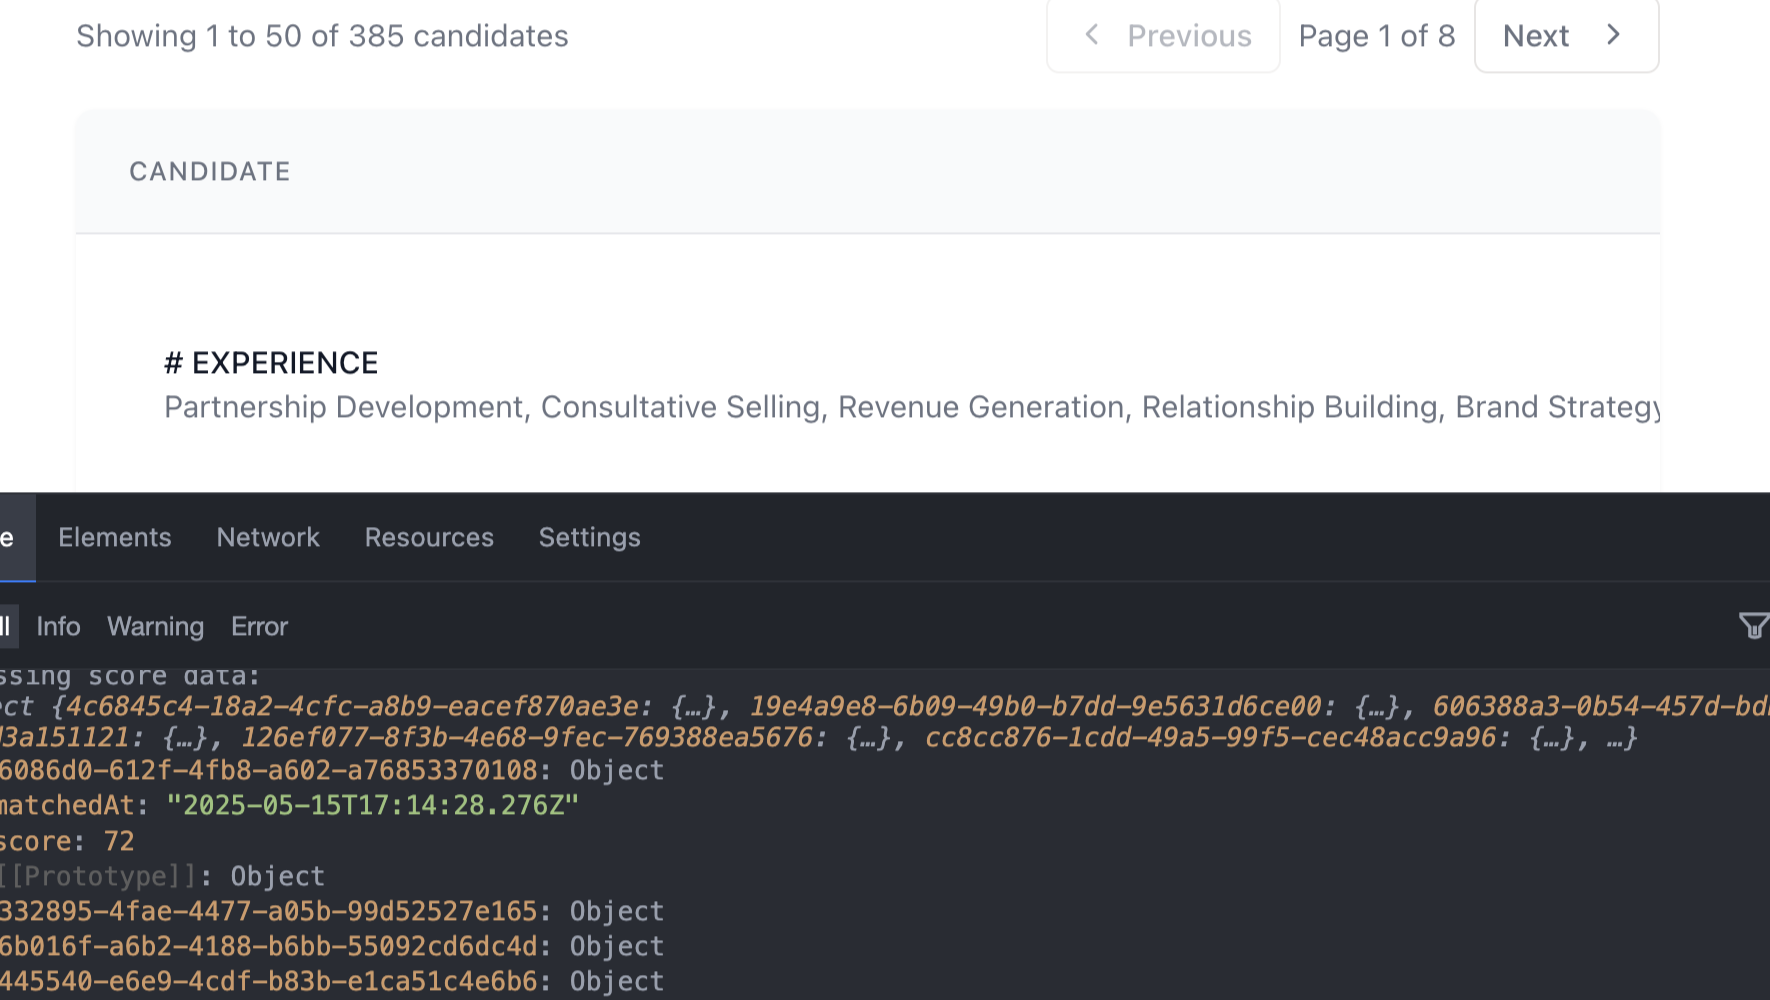 Showing 1 to 50 of 385 candidates
Previous Page 1 of 8 Next
CANDIDATE
# EXPERIENCE
Partnership Development, Consultative Selling, Revenue Generation, Relationship Building, Brand Strategy
e Elements Network Resources Settings
ll Info Warning Error
ssing score data:
ct {4c6845c4-18a2-4cfc-a8b9-eacef870ae3e: {…}, 19e4a9e8-6b09-49b0-b7dd-9e5631d6ce00: {…}, 606388a3-0b54-457d-bd
d3a151121: {…}, 126ef077-8f3b-4e68-9fec-769388ea5676: {…}, cc8cc876-1cdd-49a5-99f5-cec48acc9a96: {…}, …}
6086d0-612f-4fb8-a602-a76853370108: Object
matchedAt: "2025-05-15T17:14:28.276Z"
score: 72
[[Prototype]]: Object
332895-4fae-4477-a05b-99d52527e165: Object
6b016f-a6b2-4188-b6bb-55092cd6dc4d: Object
445540-e6e9-4cdf-b83b-e1ca51c4e6b6: Object